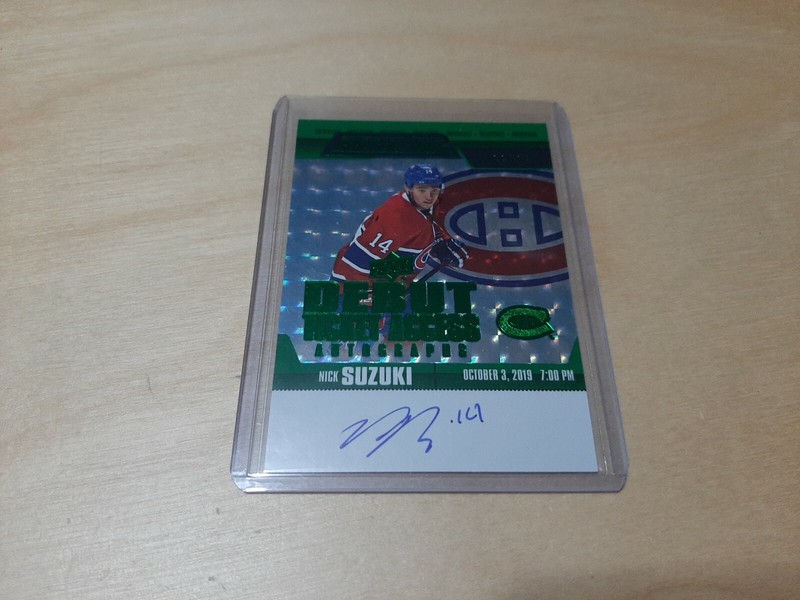 14
DEBUT
TICKET ACCESS
AUTOGRAPHS
NICK SUZUKI
OCTOBER 3, 2019 7:00 PM
.14